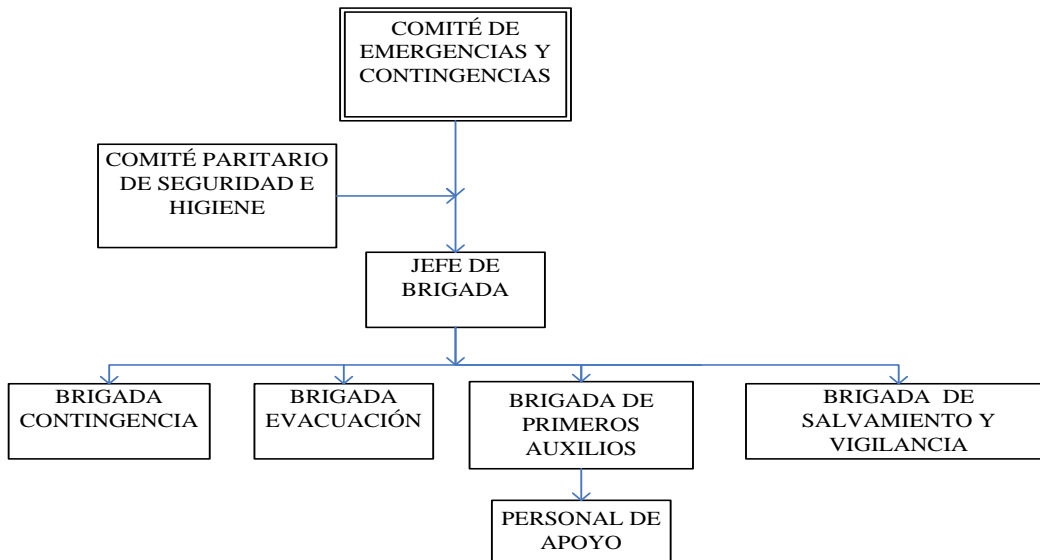 COMITÉ DE
EMERGENCIAS Y
CONTINGENCIAS
COMITÉ PARITARIO
DE SEGURIDAD E
HIGIENE
JEFE DE
BRIGADA
BRIGADA
CONTINGENCIA
BRIGADA
EVACUACIÓN
BRIGADA DE
PRIMEROS
AUXILIOS
BRIGADA DE
SALVAMIENTO Y
VIGILANCIA
PERSONAL DE
APOYO